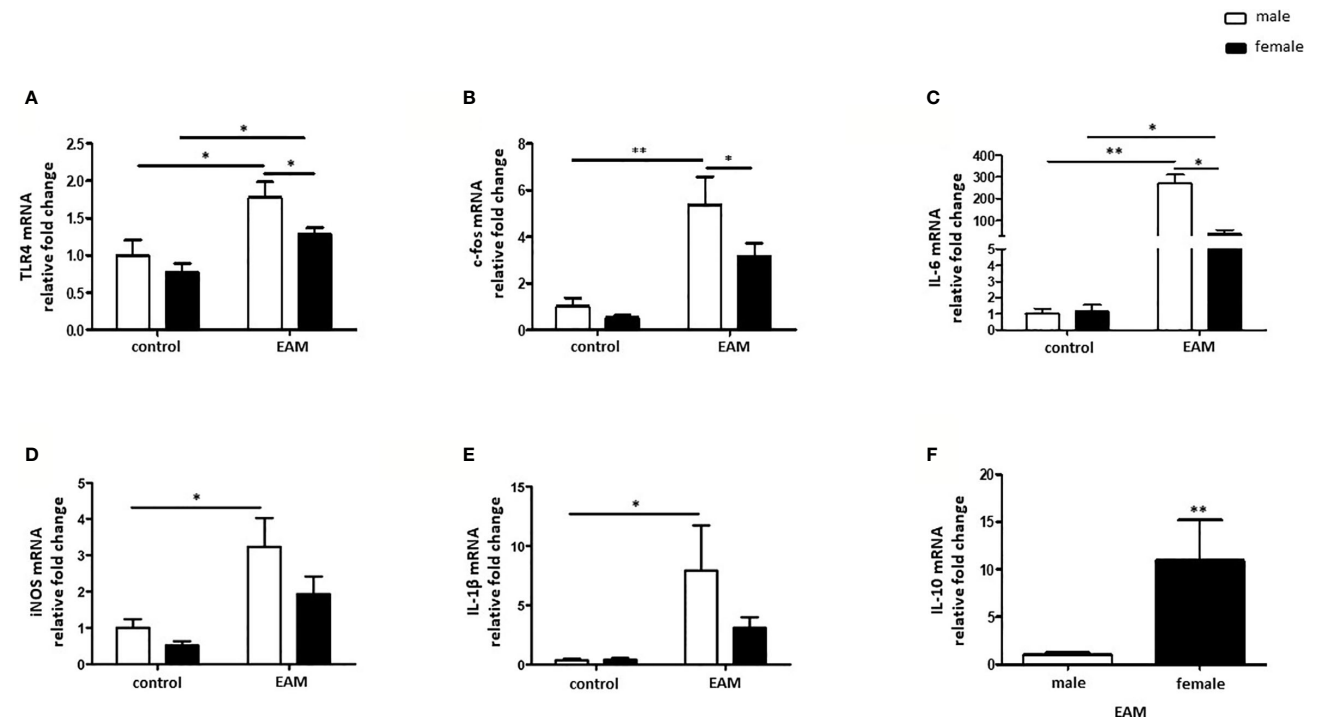 male
female
A
TLR4 mRNA
relative fold change
2.5
2.0
1.5
1.0
0.5
0.0
*
*
*
control
EAM
B
c-fos mRNA
relative fold change
8
6
4
2
0
**
*
control
EAM
C
IL-6 mRNA
relative fold change
400
300
200
100
5
4
3
2
1
0
*
**
*
control
EAM
D
iNOS mRNA
relative fold change
5
4
3
2
1
0
*
control
EAM
E
IL-1β mRNA
relative fold change
15
10
5
0
*
control
EAM
F
IL-10 mRNA
relative fold change
20
15
10
5
0
**
male
female
EAM